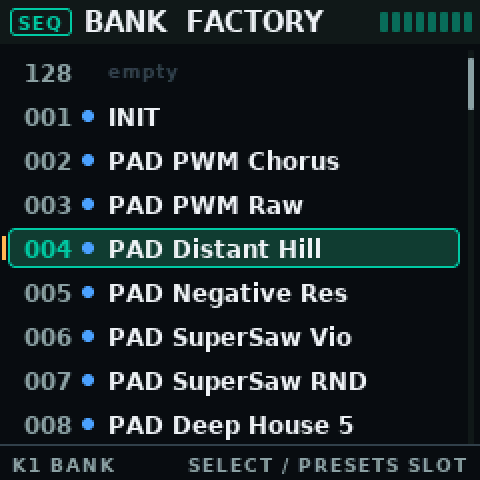 SEQ BANK FACTORY
128 empty
001 INIT
002 PAD PWM Chorus
003 PAD PWM Raw
004 PAD Distant Hill
005 PAD Negative Res
006 PAD SuperSaw Vio
007 PAD SuperSaw RND
008 PAD Deep House 5
K1 BANK SELECT / PRESETS SLOT